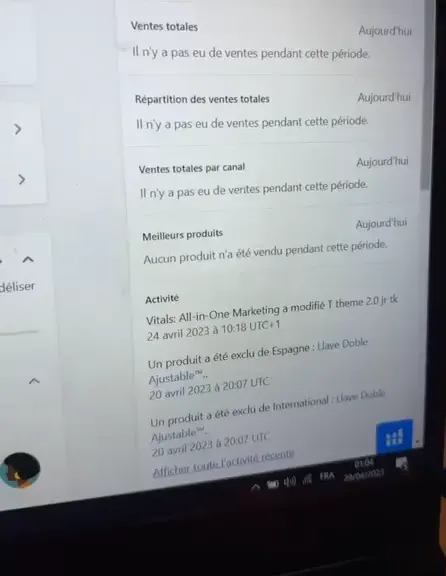 Ventes totales
Aujourd'hui
Il n'y a pas eu de ventes pendant cette période.
Répartition des ventes totales
Aujourd'hui
Il n'y a pas eu de ventes pendant cette période.
Ventes totales par canal
Aujourd'hui
Il n'y a pas eu de ventes pendant cette période.
Meilleurs produits
Aujourd'hui
Aucun produit n'a été vendu pendant cette période.
déliser
Activité
Vitals: All-in-One Marketing a modifié T theme 2.0 jr tk
24 avril 2023 à 10:18 UTC+1
Un produit a été exclu de Espagne : Llave Doble
Ajustable™.
20 avril 2023 à 20:07 UTC
Un produit a été exclu de International : Llave Doble
Ajustable™.
20 avril 2023 à 20:07 UTC
Afficher toute l'activité récente
FRA
01:04
/04/2023